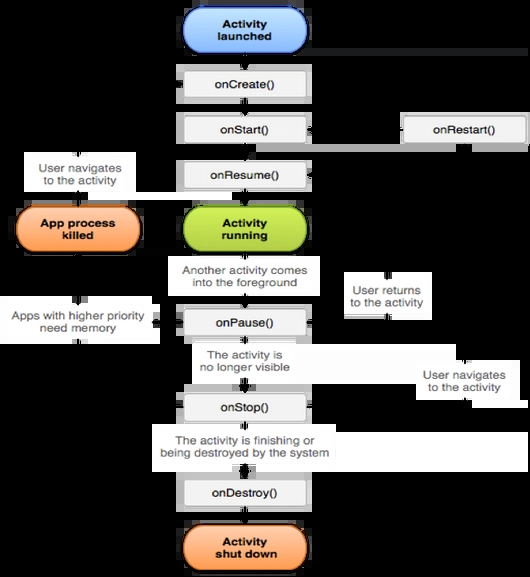 Activity
launched
onCreate()
onStart()
onRestart()
User navigates
to the activity
onResume()
App process
killed
Activity
running
Another activity comes
into the foreground
User returns
to the activity
Apps with higher priority
need memory
onPause()
The activity is
no longer visible
User navigates
to the activity
onStop()
The activity is finishing or
being destroyed by the system
onDestroy()
Activity
shut down